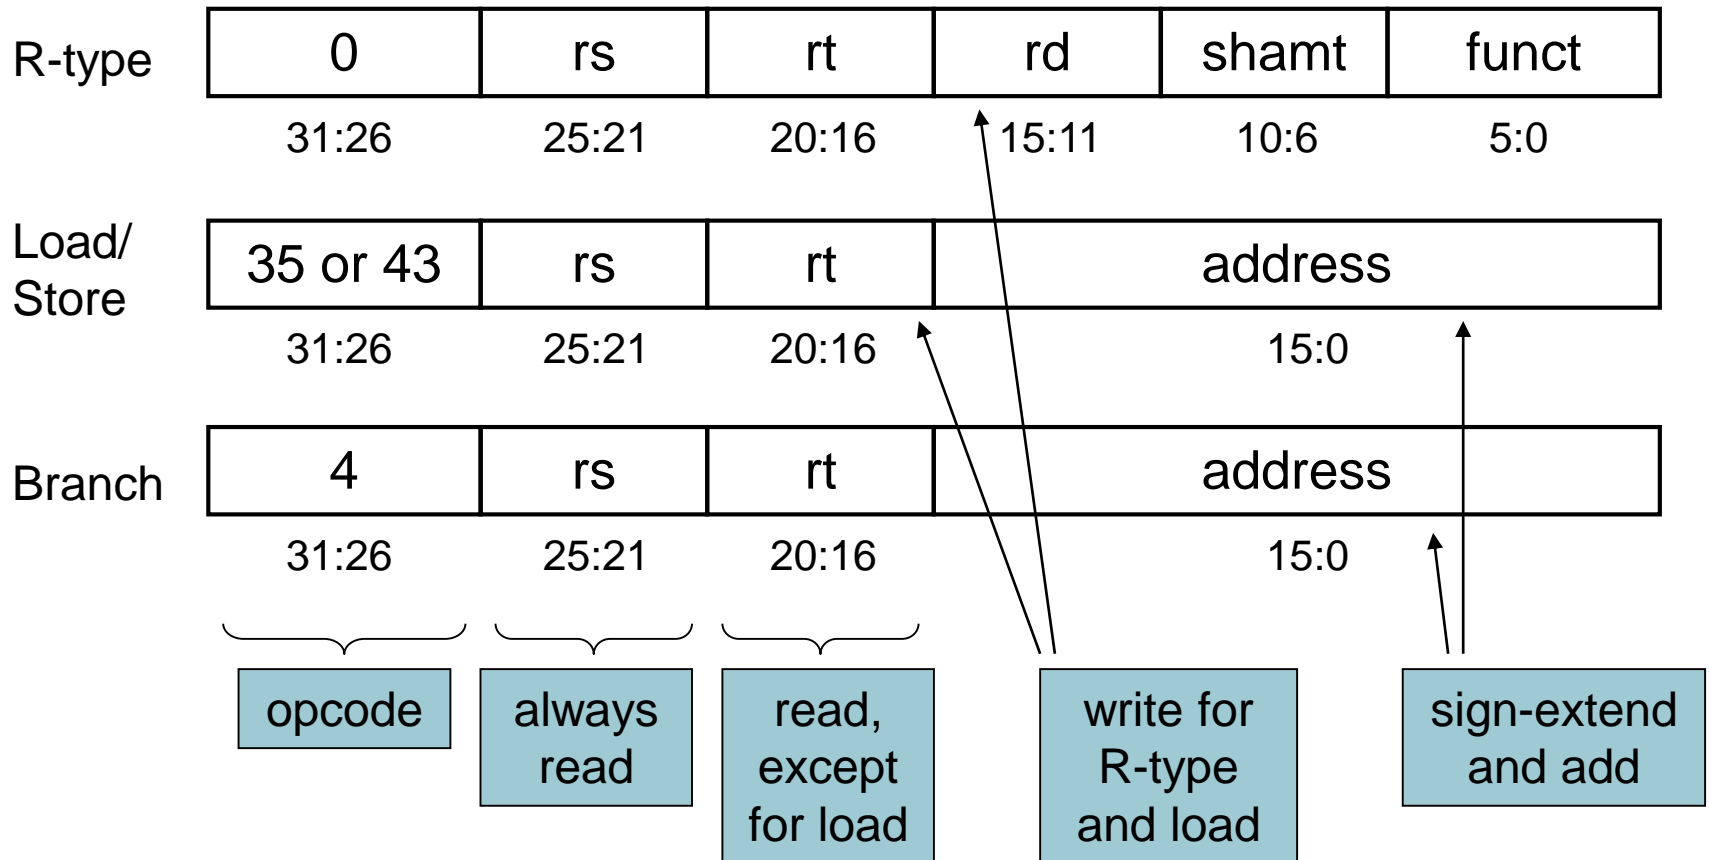 R-type 0 rs rt rd shamt funct
31:26 25:21 20:16 15:11 10:6 5:0
Load/
Store
35 or 43 rs rt address
31:26 25:21 20:16 15:0
Branch 4 rs rt address
31:26 25:21 20:16 15:0
opcode
always
read
read,
except
for load
write for
R-type
and load
sign-extend
and add